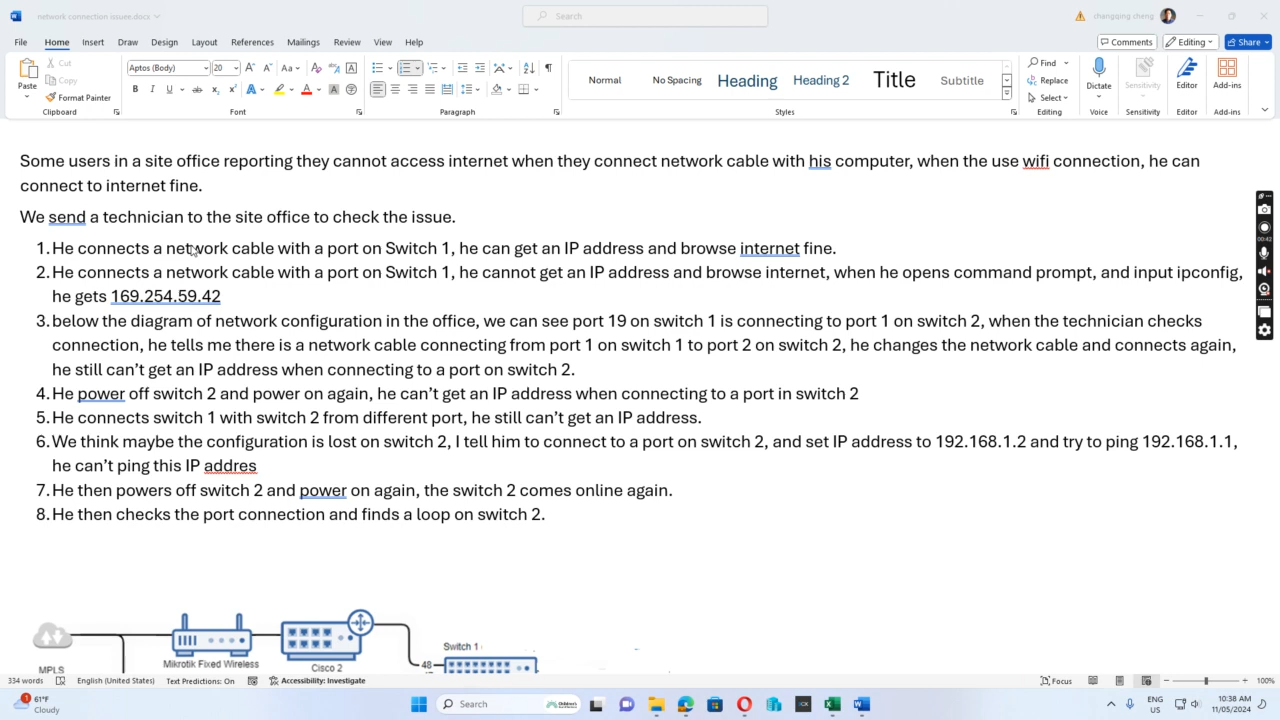 network connection issue.docx
Search
changqing cheng
File Home Insert Draw Design Layout References Mailings Review View Help
Comments Editing Share
Paste
Cut
Copy
Format Painter
Aptos (Body) 20
Normal No Spacing Heading Heading 2 Title Subtitle
Find
Replace
Select
Dictate Sensitivity Editor Add-ins
Clipboard Font Paragraph Styles Editing Voice Sensitivity Editor Add-ins
Some users in a site office reporting they cannot access internet when they connect network cable with his computer, when the use wifi connection, he can
connect to internet fine.
We send a technician to the site office to check the issue.
1. He connects a network cable with a port on Switch 1, he can get an IP address and browse internet fine.
2. He connects a network cable with a port on Switch 1, he cannot get an IP address and browse internet, when he opens command prompt, and input ipconfig,
he gets 169.254.59.42
3. below the diagram of network configuration in the office, we can see port 19 on switch 1 is connecting to port 1 on switch 2, when the technician checks
connection, he tells me there is a network cable connecting from port 1 on switch 1 to port 2 on switch 2, he changes the network cable and connects again,
he still can't get an IP address when connecting to a port on switch 2.
4. He power off switch 2 and power on again, he can't get an IP address when connecting to a port in switch 2
5. He connects switch 1 with switch 2 from different port, he still can't get an IP address.
6. We think maybe the configuration is lost on switch 2, I tell him to connect to a port on switch 2, and set IP address to 192.168.1.2 and try to ping 192.168.1.1,
he can't ping this IP addres
7. He then powers off switch 2 and power on again, the switch 2 comes online again.
8. He then checks the port connection and finds a loop on switch 2.
00:42
MPLS
Mikrotik Fixed Wireless
Cisco 2
Switch 1
48
334 words English (United States) Text Predictions: On Accessibility: Investigate Focus 100%
61°F
Cloudy
Search
ENG
US
10:38 AM
11/05/2024